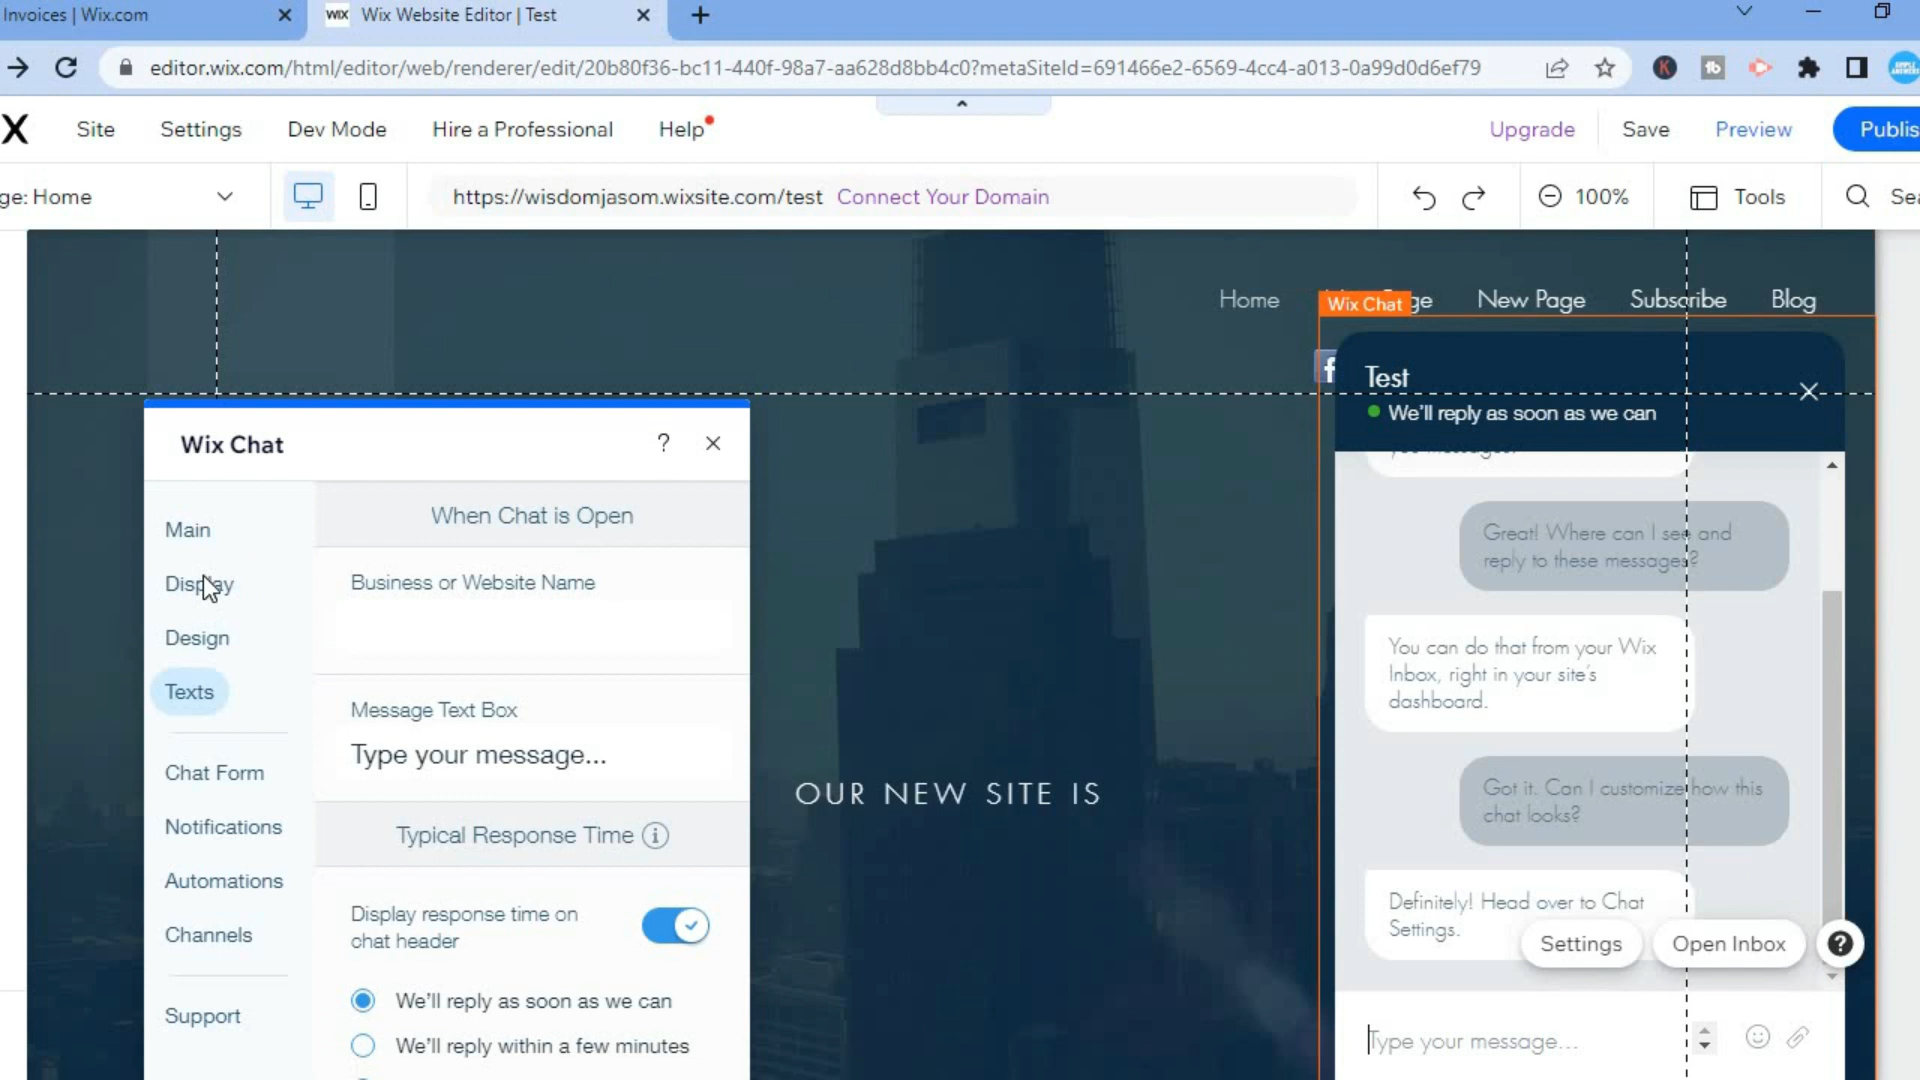 Invoices | Wix.com
WIX Wix Website Editor | Test
editor.wix.com/html/editor/web/renderer/edit/20b80f36-bc11-440f-98a7-aa628d8bb4c0?metaSiteId=691466e2-6569-4cc4-a013-0a99d0d6ef79
X Site Settings Dev Mode Hire a Professional Help Upgrade Save Preview Publis
ge: Home https://wisdomjasom.wixsite.com/test Connect Your Domain 100% Tools Sea
Home New Page Subscribe Blog
Wix Chat
Test
We'll reply as soon as we can
Great! Where can I see and
reply to these messages?
You can do that from your Wix
Inbox, right in your site's
dashboard.
Got it. Can I customize how this
chat looks?
Definitely! Head over to Chat
Settings.
Settings
Open Inbox
Type your message...
OUR NEW SITE IS
Wix Chat
Main
Display
Design
Texts
Chat Form
Notifications
Automations
Channels
Support
When Chat is Open
Business or Website Name
Message Text Box
Type your message...
Typical Response Time
Display response time on
chat header
We'll reply as soon as we can
We'll reply within a few minutes